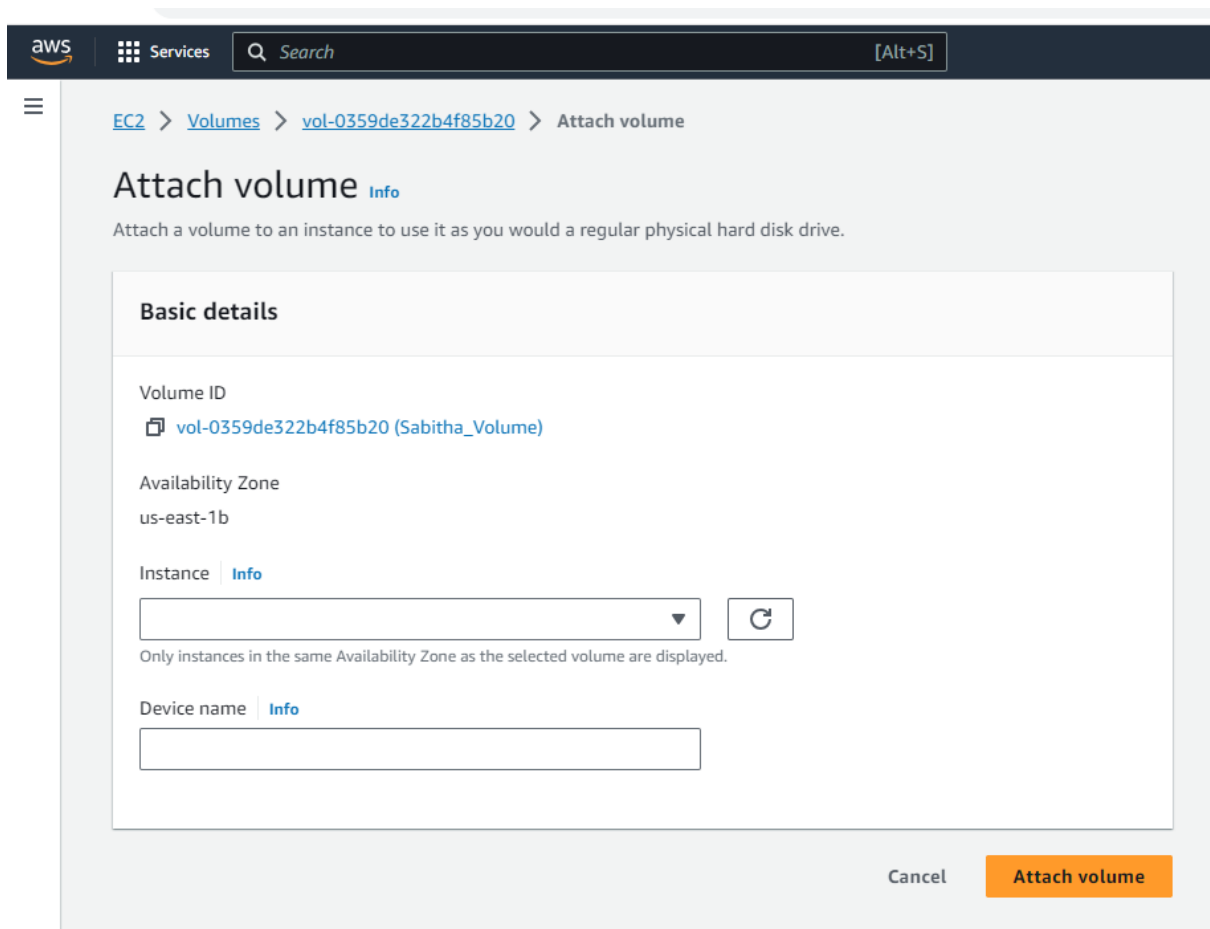 aws Services Search [Alt+S]
EC2 > Volumes > vol-0359de322b4f85b20 > Attach volume
Attach volume Info
Attach a volume to an instance to use it as you would a regular physical hard disk drive.
Basic details
Volume ID
vol-0359de322b4f85b20 (Sabitha_Volume)
Availability Zone
us-east-1b
Instance Info
Only instances in the same Availability Zone as the selected volume are displayed.
Device name Info
Cancel Attach volume